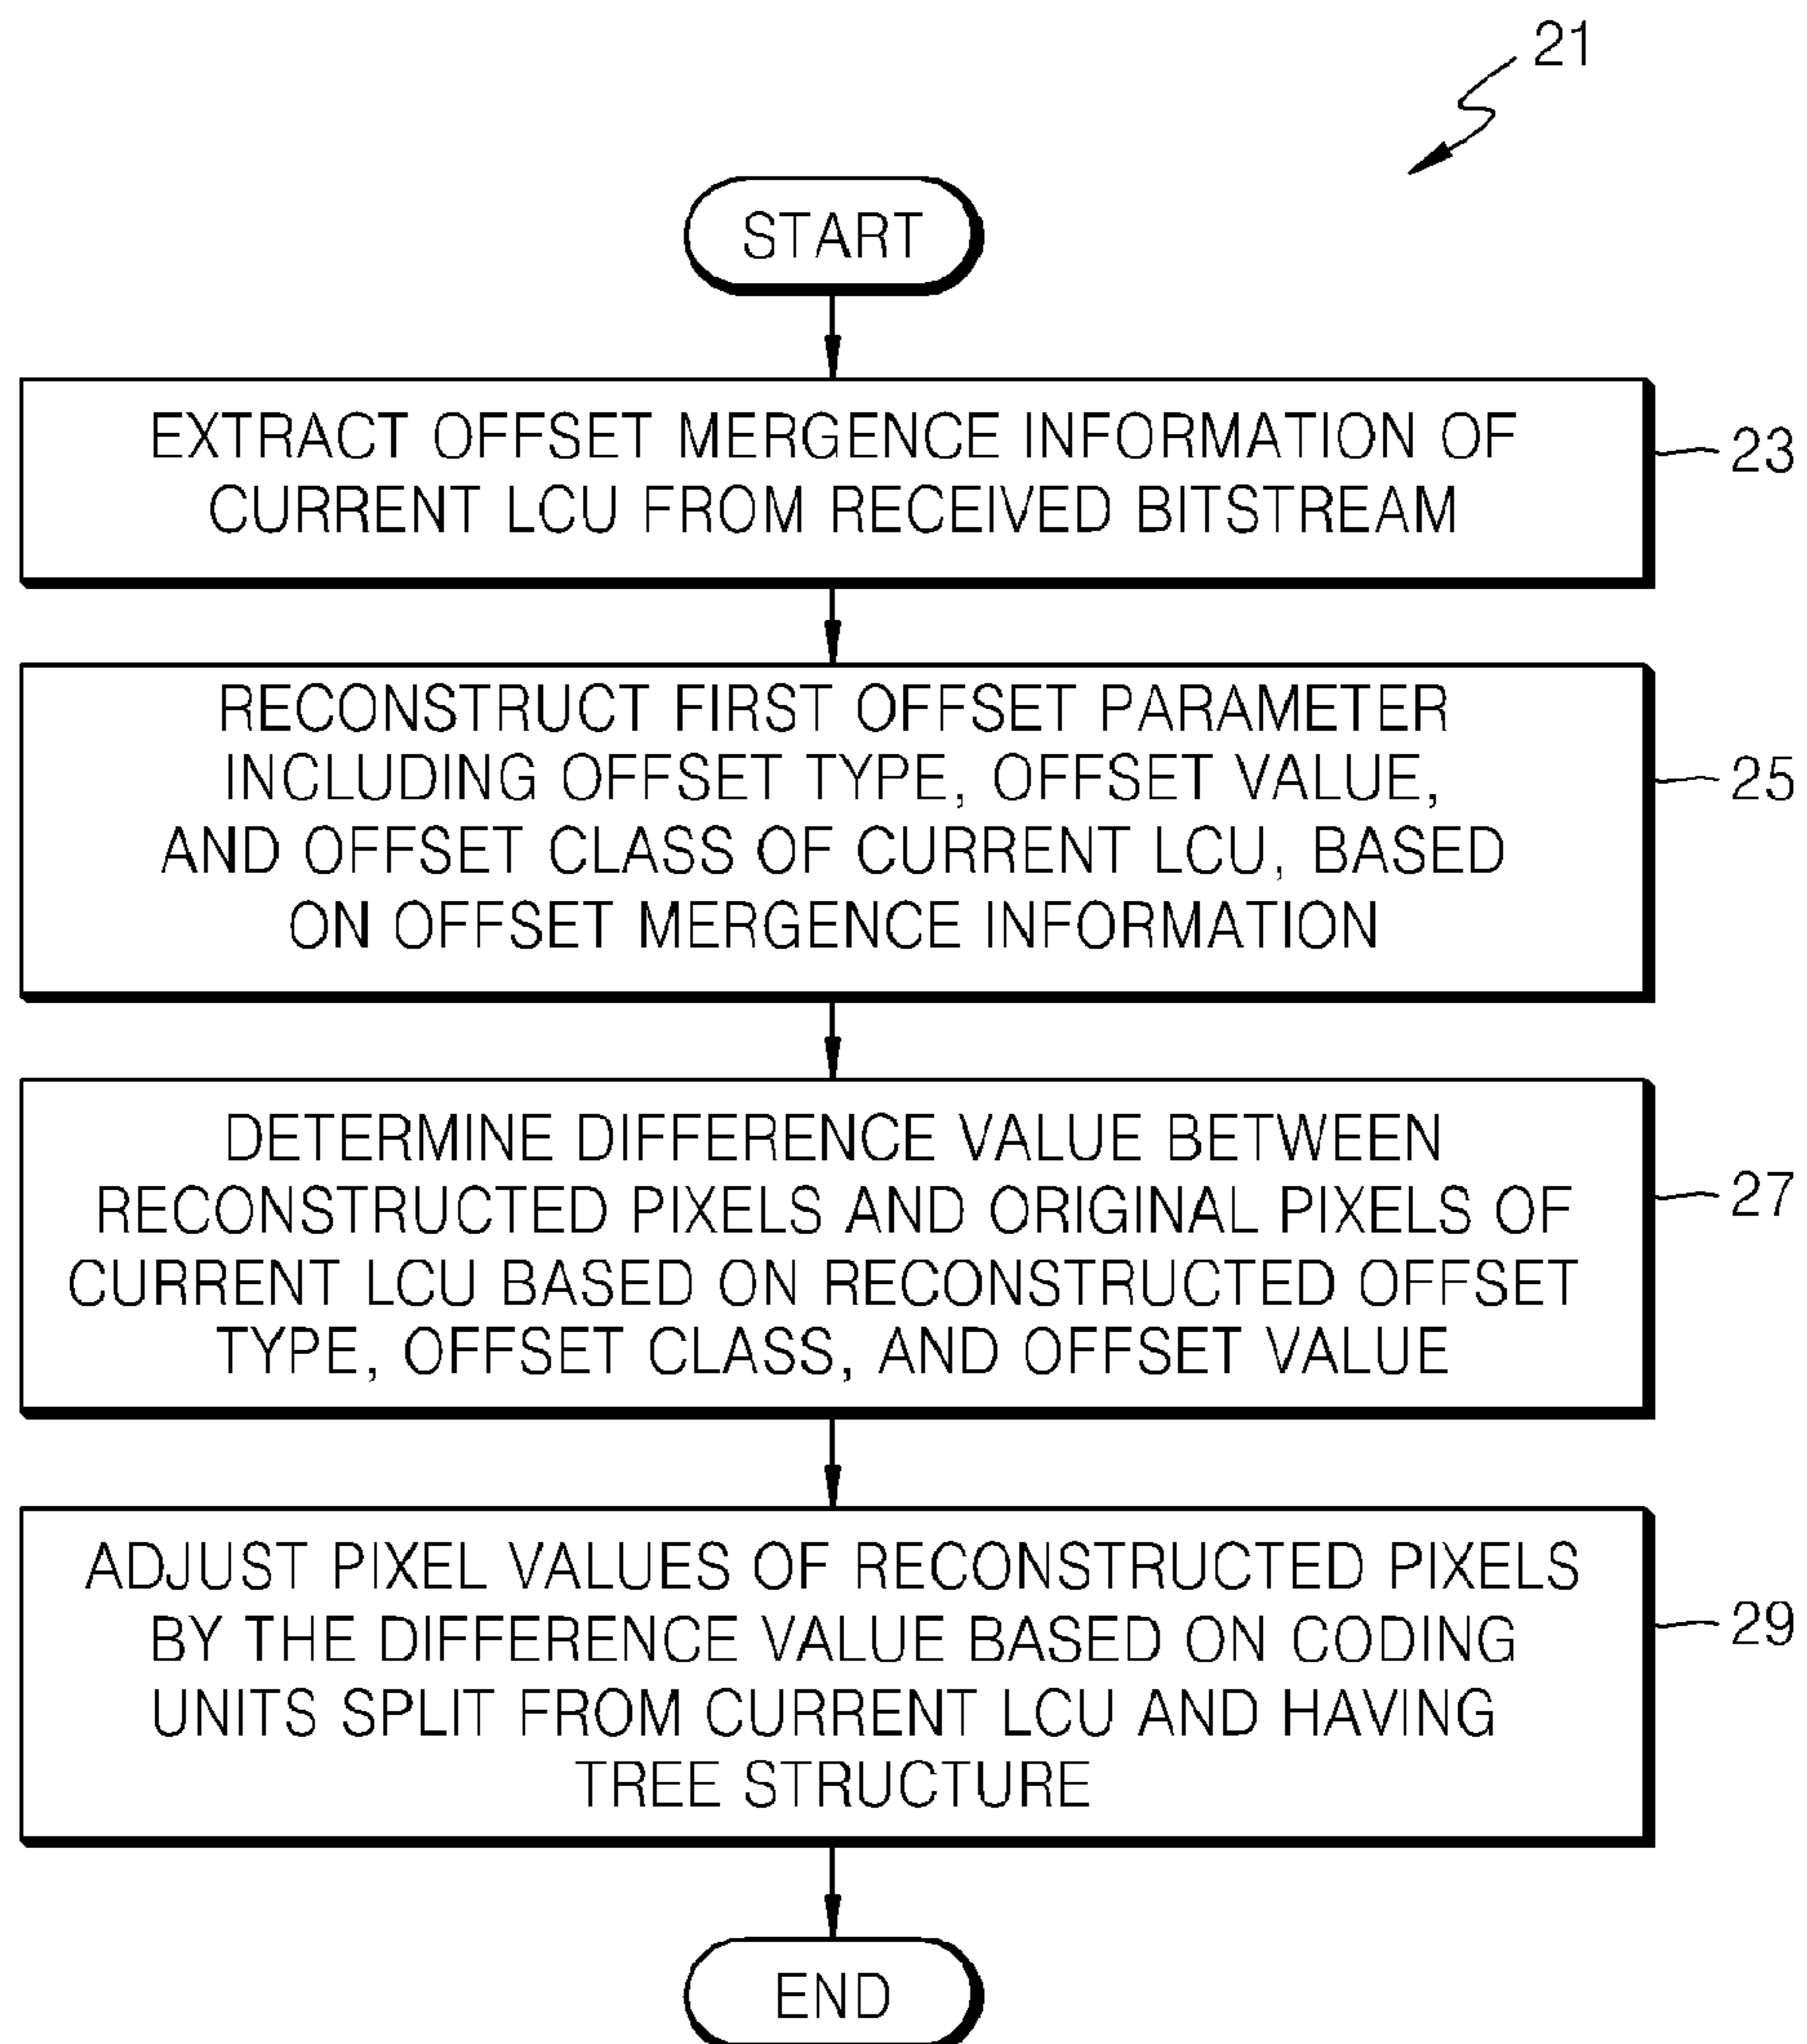 21
START
EXTRACT OFFSET MERGENCE INFORMATION OF
CURRENT LCU FROM RECEIVED BITSTREAM
23
RECONSTRUCT FIRST OFFSET PARAMETER
INCLUDING OFFSET TYPE, OFFSET VALUE,
AND OFFSET CLASS OF CURRENT LCU, BASED
ON OFFSET MERGENCE INFORMATION
25
DETERMINE DIFFERENCE VALUE BETWEEN
RECONSTRUCTED PIXELS AND ORIGINAL PIXELS OF
CURRENT LCU BASED ON RECONSTRUCTED OFFSET
TYPE, OFFSET CLASS, AND OFFSET VALUE
27
ADJUST PIXEL VALUES OF RECONSTRUCTED PIXELS
BY THE DIFFERENCE VALUE BASED ON CODING
UNITS SPLIT FROM CURRENT LCU AND HAVING
TREE STRUCTURE
29
END